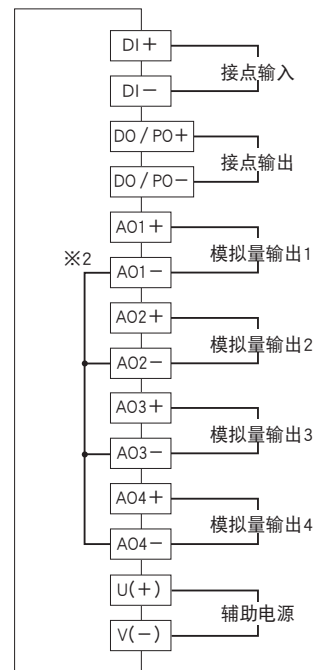 DI＋
接点输入
DI－
DO / PO＋
接点输出
DO / PO－
AO1＋
模拟量输出1
※2
AO1－
AO2＋
模拟量输出2
AO2－
AO3＋
模拟量输出3
AO3－
AO4＋
模拟量输出4
AO4－
U(＋)
辅助电源
V(－)